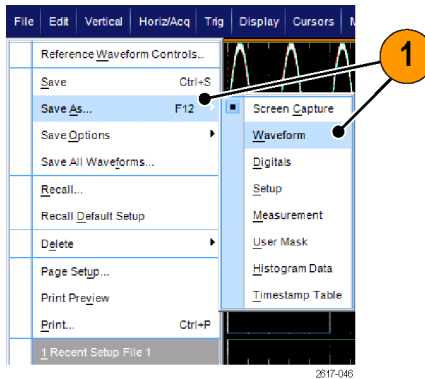 File Edit Vertical Horiz/Acq Trig Display Cursors
Reference Waveform Controls...
Save Ctrl+S
Save As... F12
Save Options
Save All Waveforms...
Recall...
Recall Default Setup
Delete
Page Setup...
Print Preview
Print... Ctrl+P
1 Recent Setup File 1
Screen Capture
Waveform
Digitals
Setup
Measurement
User Mask
Histogram Data
Timestamp Table
1
2617-046